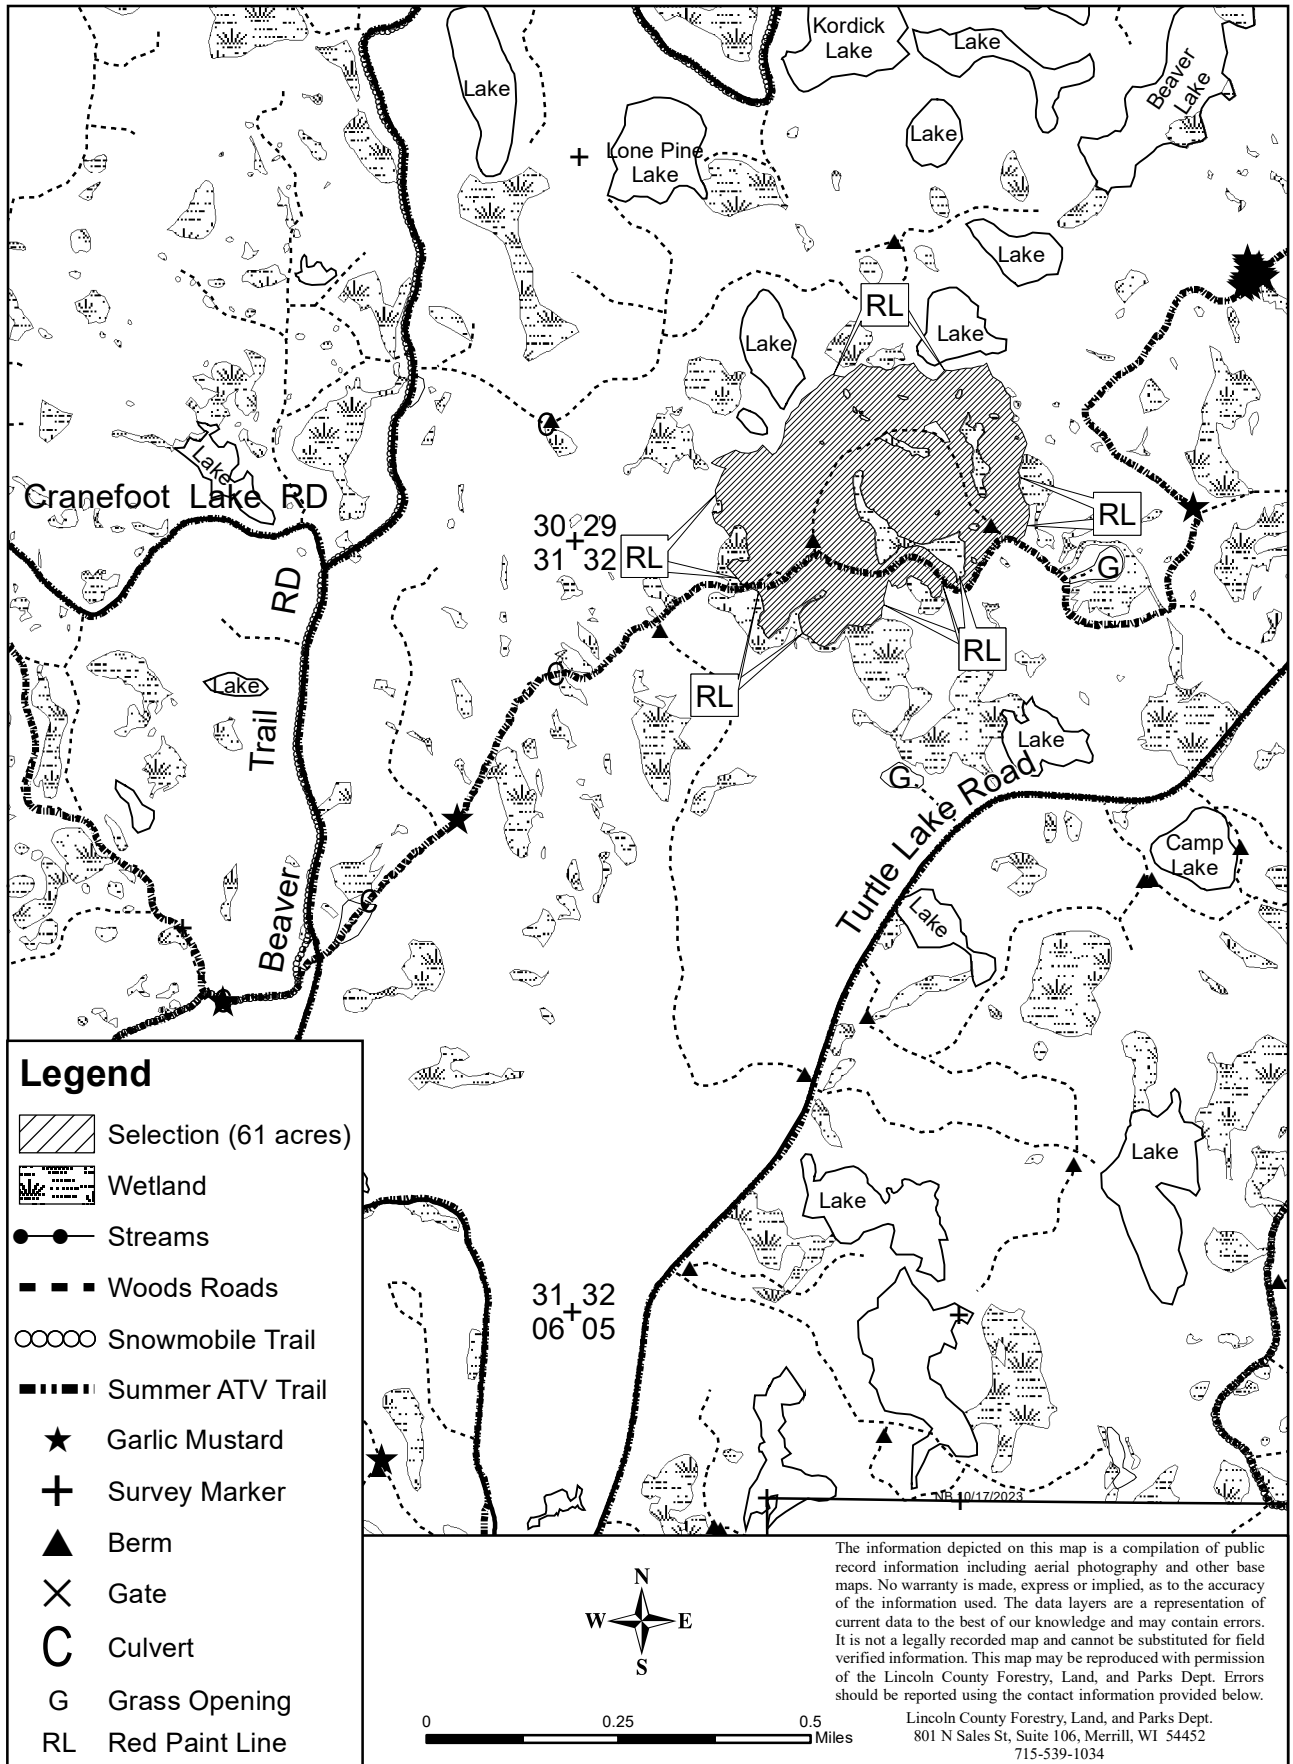 Kordick
Lake
Lake
Beaver
Lake
Lake
Lake
Lone Pine
Lake
Lake
RL
Lake
Lake
Lake
Cranefoot Lake RD
RL
30 29
31 32
RL
G
RD
RL
RL
Lake
Trail
Lake
G
Turtle Lake Road
Camp
Lake
Beaver
Lake
Lake
Lake
31 32
06 05
NB 10/17/2023
Legend
Selection (61 acres)
Wetland
Streams
Woods Roads
Snowmobile Trail
Summer ATV Trail
Garlic Mustard
Survey Marker
Berm
Gate
C Culvert
G Grass Opening
RL Red Paint Line
N
W E
S
0 0.25 0.5
Miles
The information depicted on this map is a compilation of public
record information including aerial photography and other base
maps. No warranty is made, express or implied, as to the accuracy
of the information used. The data layers are a representation of
current data to the best of our knowledge and may contain errors.
It is not a legally recorded map and cannot be substituted for field
verified information. This map may be reproduced with permission
of the Lincoln County Forestry, Land, and Parks Dept. Errors
should be reported using the contact information provided below.
Lincoln County Forestry, Land, and Parks Dept.
801 N Sales St, Suite 106, Merrill, WI 54452
715-539-1034